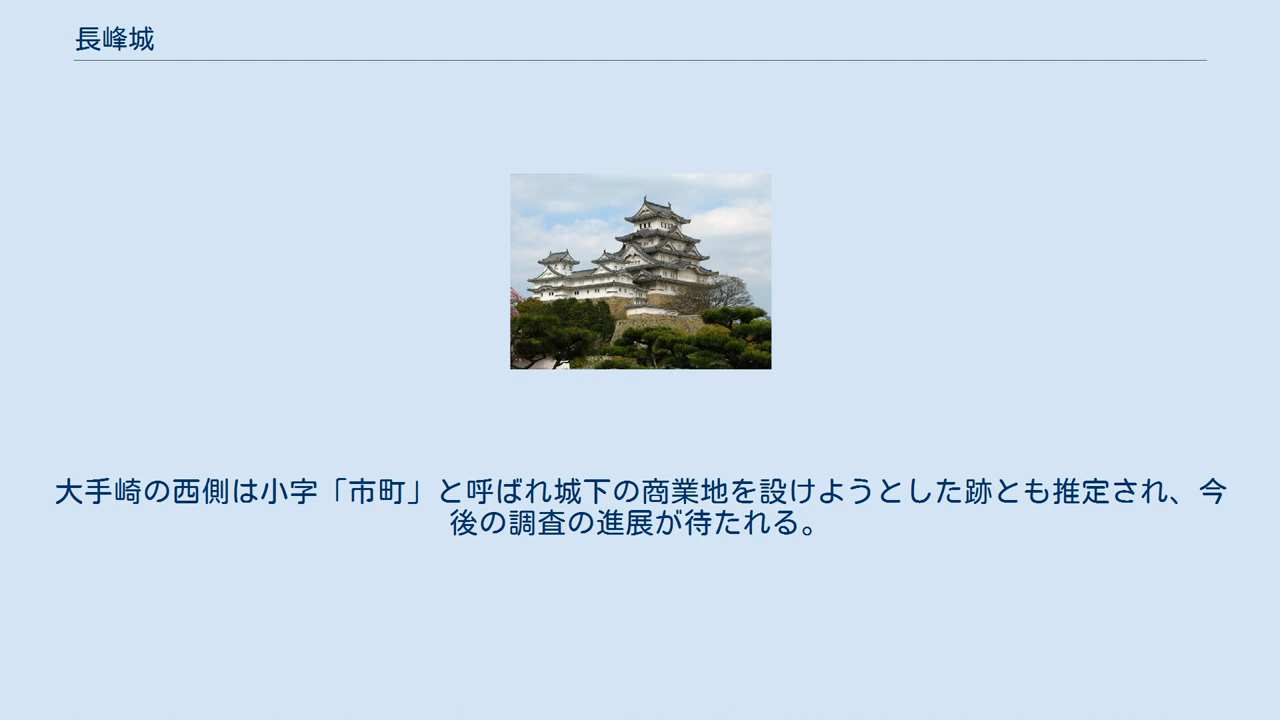 長峰城
大手崎の西側は小字「市町」と呼ばれ城下の商業地を設けようとした跡とも推定され、今
後の調査の進展が待たれる。